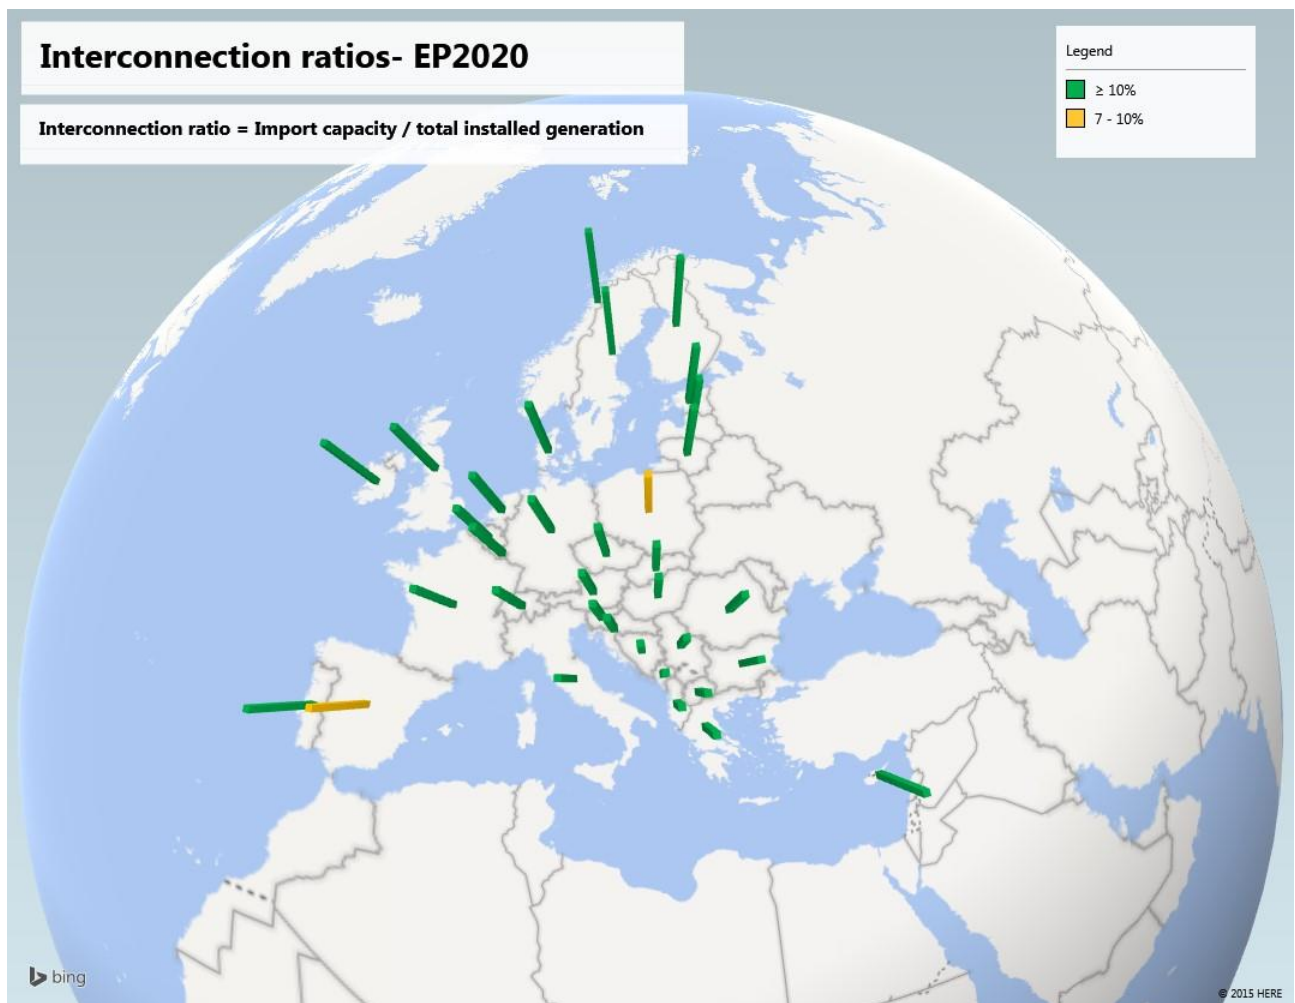 Interconnection ratios- EP2020
Interconnection ratio = Import capacity / total installed generation
Legend
≥ 10%
7 - 10%
bing
© 2015 HERE